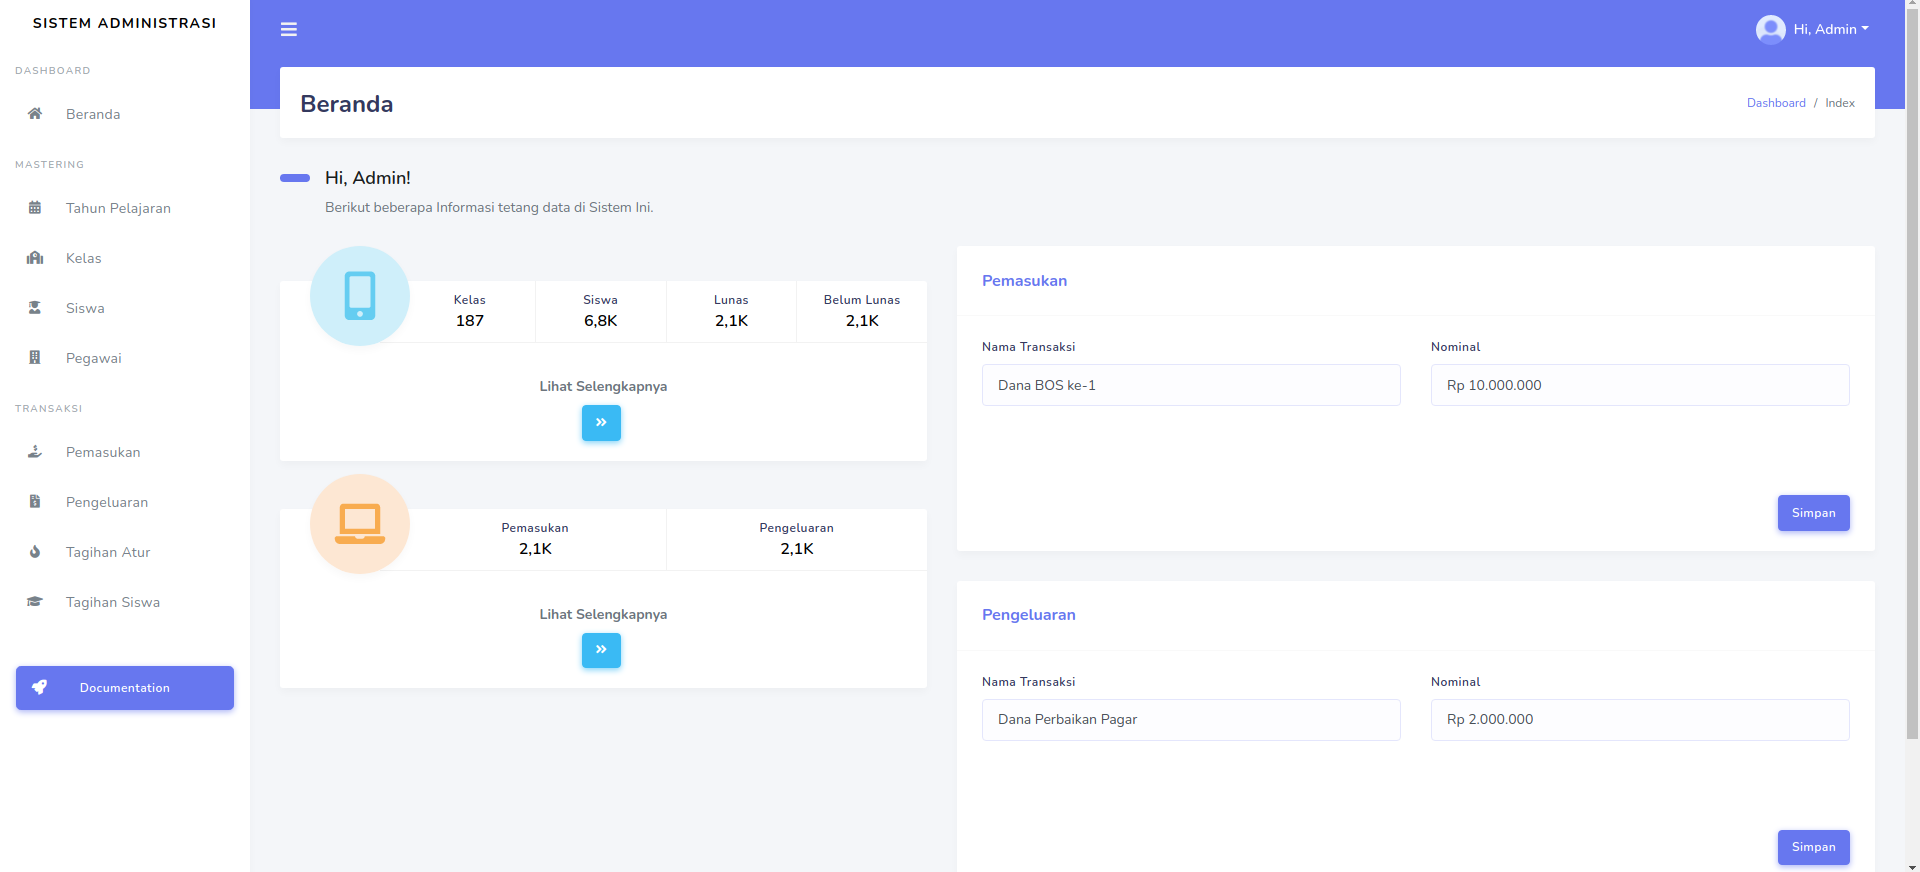 SISTEM ADMINISTRASI
DASHBOARD
Beranda
MASTERING
Tahun Pelajaran
Kelas
Siswa
Pegawai
TRANSAKSI
Pemasukan
Pengeluaran
Tagihan Atur
Tagihan Siswa
Documentation
Hi, Admin
Beranda
Dashboard / Index
Hi, Admin!
Berikut beberapa Informasi tetang data di Sistem Ini.
Kelas Siswa Lunas Belum Lunas
187 6,8K 2,1K 2,1K
Lihat Selengkapnya
Pemasukan Pengeluaran
2,1K 2,1K
Lihat Selengkapnya
Pemasukan
Nama Transaksi Nominal
Dana BOS ke-1 Rp 10.000.000
Simpan
Pengeluaran
Nama Transaksi Nominal
Dana Perbaikan Pagar Rp 2.000.000
Simpan